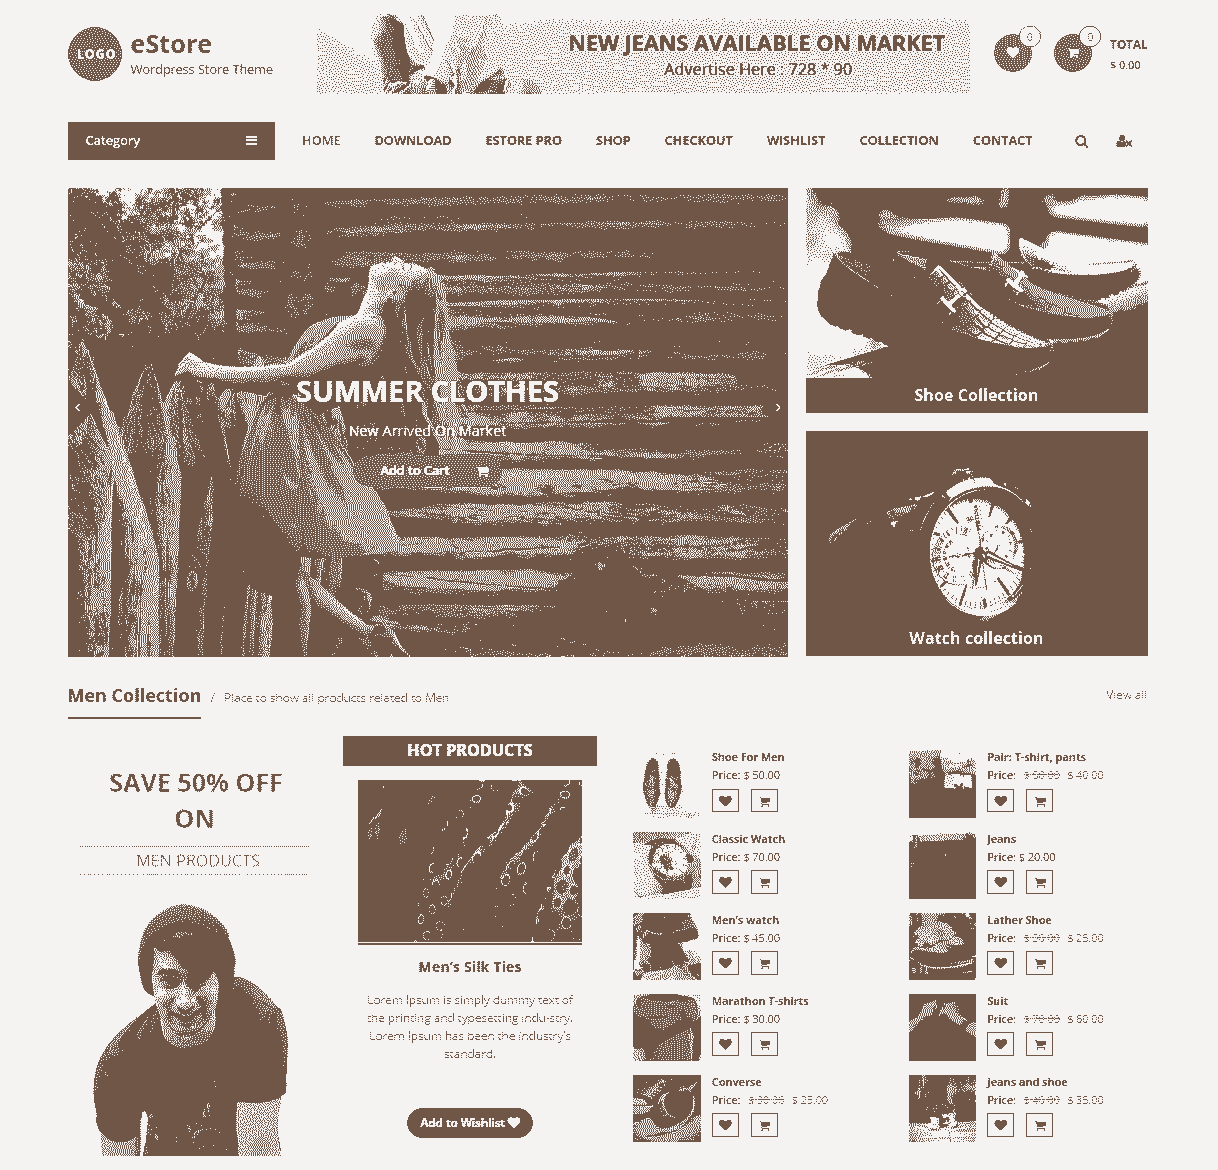 LOGO
eStore
Wordpress Store Theme
NEW JEANS AVAILABLE ON MARKET
Advertise Here : 728 * 90
0
0
TOTAL
$ 0.00
Category
HOME
DOWNLOAD
ESTORE PRO
SHOP
CHECKOUT
WISHLIST
COLLECTION
CONTACT
SUMMER CLOTHES
New Arrived On Market
Add to Cart
Shoe Collection
Watch collection
Men Collection / Place to show all products related to Men
View all
SAVE 50% OFF
ON
MEN PRODUCTS
HOT PRODUCTS
Men's Silk Ties
Lorem Ipsum is simply dummy text of
the printing and typesetting indu-stry.
Lorem Ipsum has been the industry's
standard.
Add to Wishlist
Shoe For Men
Price: $ 50.00
Classic Watch
Price: $ 70.00
Men's watch
Price: $ 45.00
Marathon T-shirts
Price: $ 30.00
Converse
Price: $ 30.00 $ 25.00
Pair: T-shirt, pants
Price: $ 50.00 $ 40.00
Jeans
Price: $ 20.00
Lather Shoe
Price: $ 25.00
Suit
Price: $ 70.00 $ 60.00
Jeans and shoe
Price: $ 40.00 $ 35.00